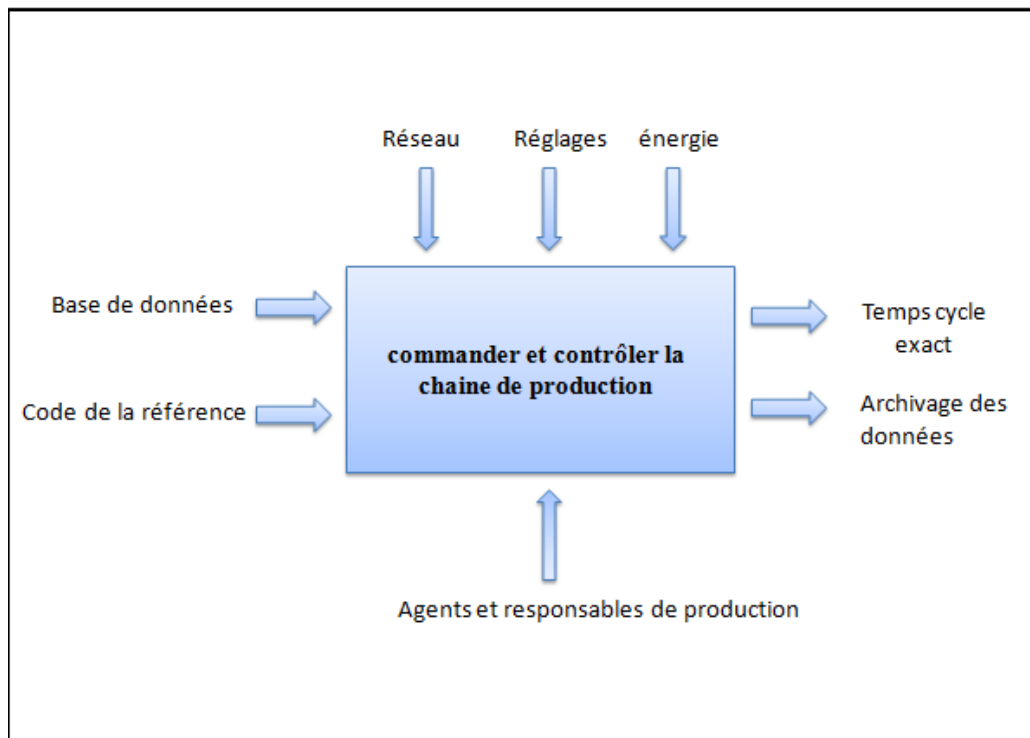 Réseau
Réglages
énergie
Base de données
Code de la référence
commander et contrôler la
chaine de production
Temps cycle
exact
Archivage des
données
Agents et responsables de production